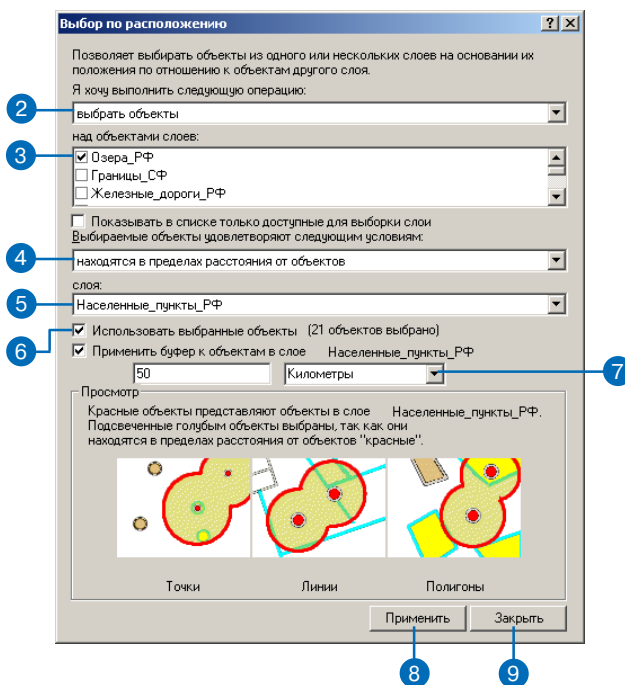 Выбор по расположению
Позволяет выбирать объекты из одного или нескольких слоев на основании их
положения по отношению к объектам другого слоя.
Я хочу выполнить следующую операцию:
2
выбрать объекты
над объектами слоев:
3
Озера_РФ
Границы_СФ
Железные_дороги_РФ
Показывать в списке только доступные для выборки слои
Выбираемые объекты удовлетворяют следующим условиям:
4
находятся в пределах расстояния от объектов
слоя:
5
Населенные_пункты_РФ
6
Использовать выбранные объекты (21 объектов выбрано)
Применить буфер к объектам в слое Населенные_пункты_РФ
50 Километры
7
Просмотр
Красные объекты представляют объекты в слое Населенные_пункты_РФ.
Подсвеченные голубым объекты выбраны, так как они
находятся в пределах расстояния от объектов "красные".
Точки Линии Полигоны
Применить Закрыть
8 9